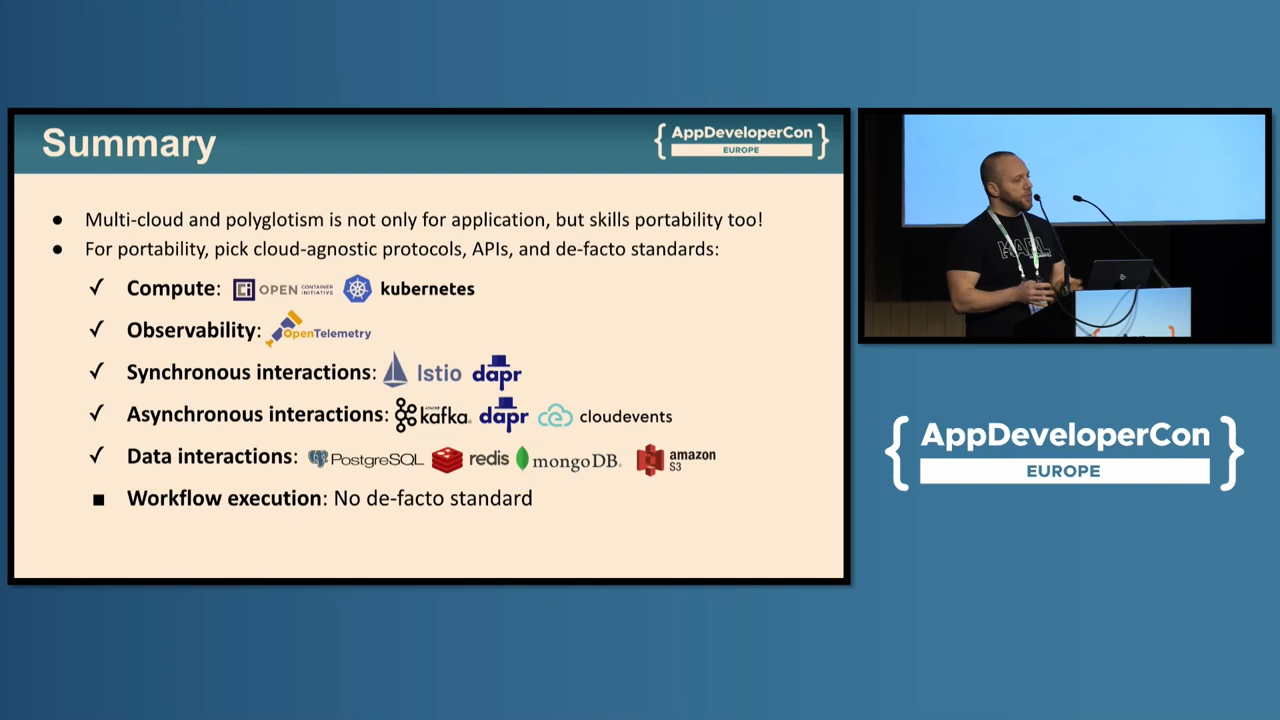 Summary
{ AppDeveloperCon }
EUROPE
● Multi-cloud and polyglotism is not only for application, but skills portability too!
● For portability, pick cloud-agnostic protocols, APIs, and de-facto standards:
✓ Compute: OPEN CONTAINER INITIATIVE kubernetes
✓ Observability: OpenTelemetry
✓ Synchronous interactions: Istio dapr
✓ Asynchronous interactions: APACHE kafka dapr cloudevents
✓ Data interactions: PostgreSQL redis mongoDB amazon S3
■ Workflow execution: No de-facto standard
{ AppDeveloperCon }
EUROPE